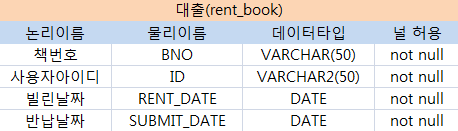 대출(rent_book)
논리이름 물리이름 데이터타입 널 허용
책번호 BNO VARCHAR(50) not null
사용자아이디 ID VARCHAR2(50) not null
빌린날짜 RENT_DATE DATE not null
반납날짜 SUBMIT_DATE DATE not null